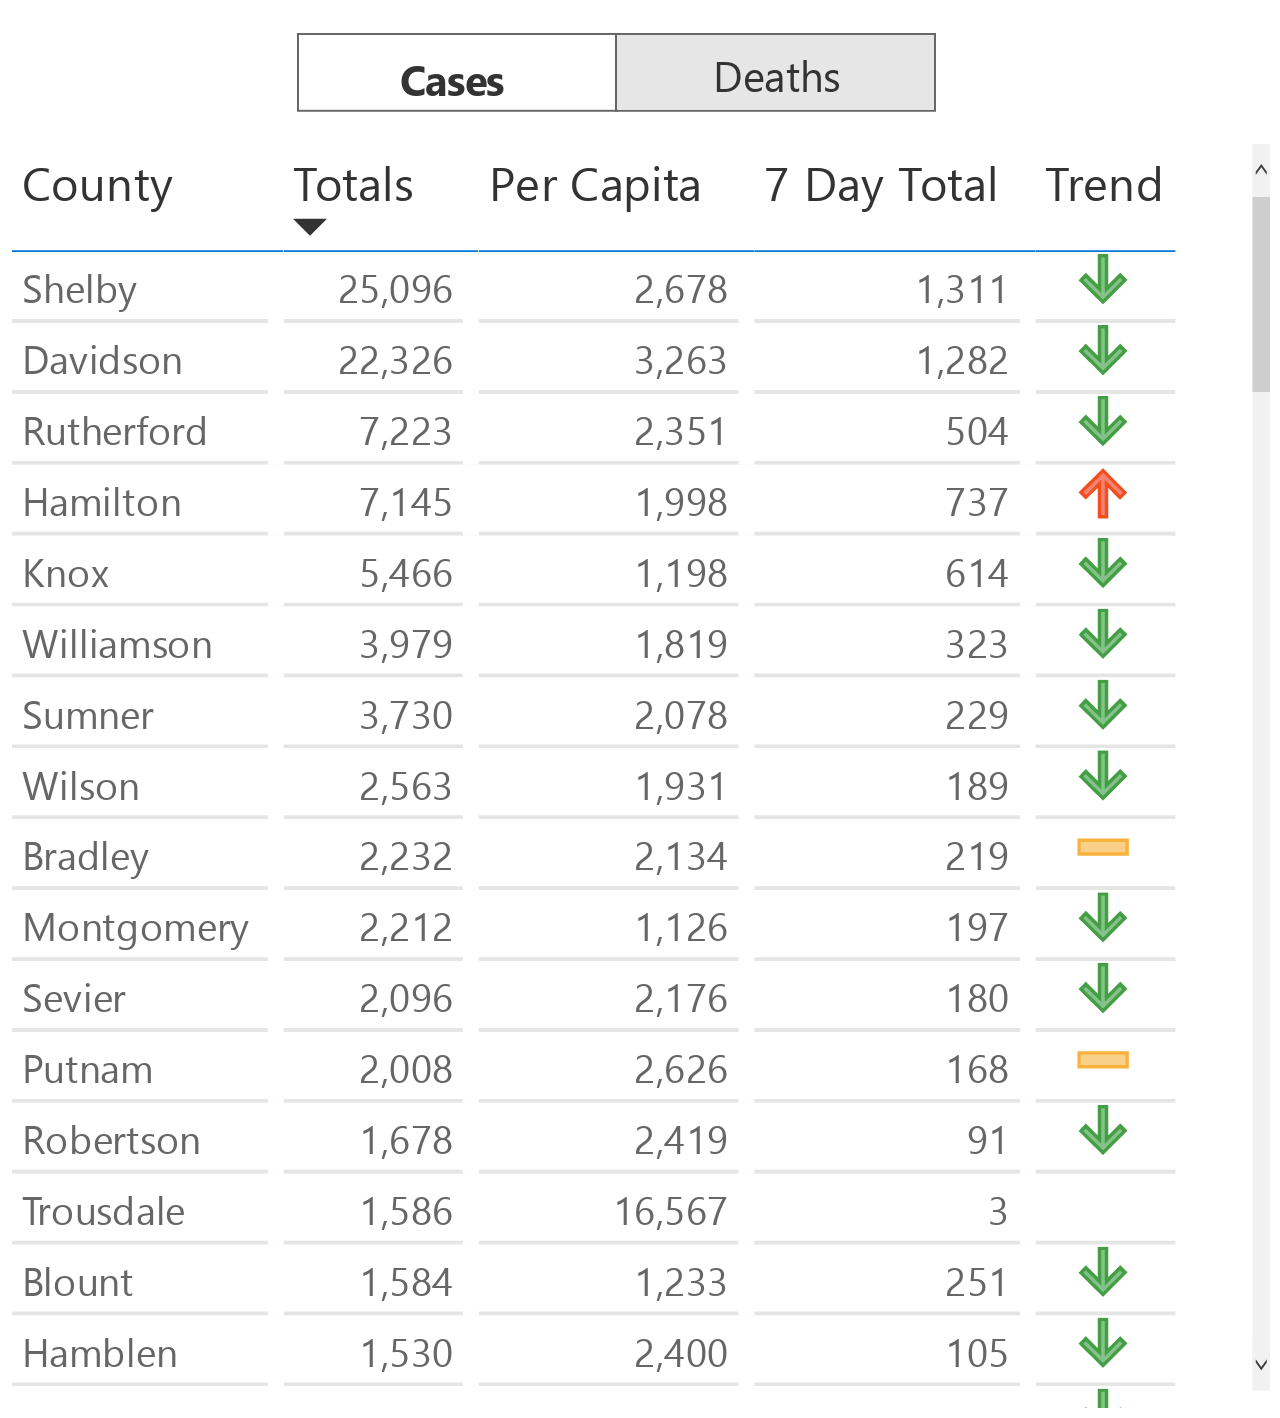 Cases Deaths
County Totals Per Capita 7 Day Total Trend
Shelby 25,096 2,678 1,311
Davidson 22,326 3,263 1,282
Rutherford 7,223 2,351 504
Hamilton 7,145 1,998 737
Knox 5,466 1,198 614
Williamson 3,979 1,819 323
Sumner 3,730 2,078 229
Wilson 2,563 1,931 189
Bradley 2,232 2,134 219
Montgomery 2,212 1,126 197
Sevier 2,096 2,176 180
Putnam 2,008 2,626 168
Robertson 1,678 2,419 91
Trousdale 1,586 16,567 3
Blount 1,584 1,233 251
Hamblen 1,530 2,400 105